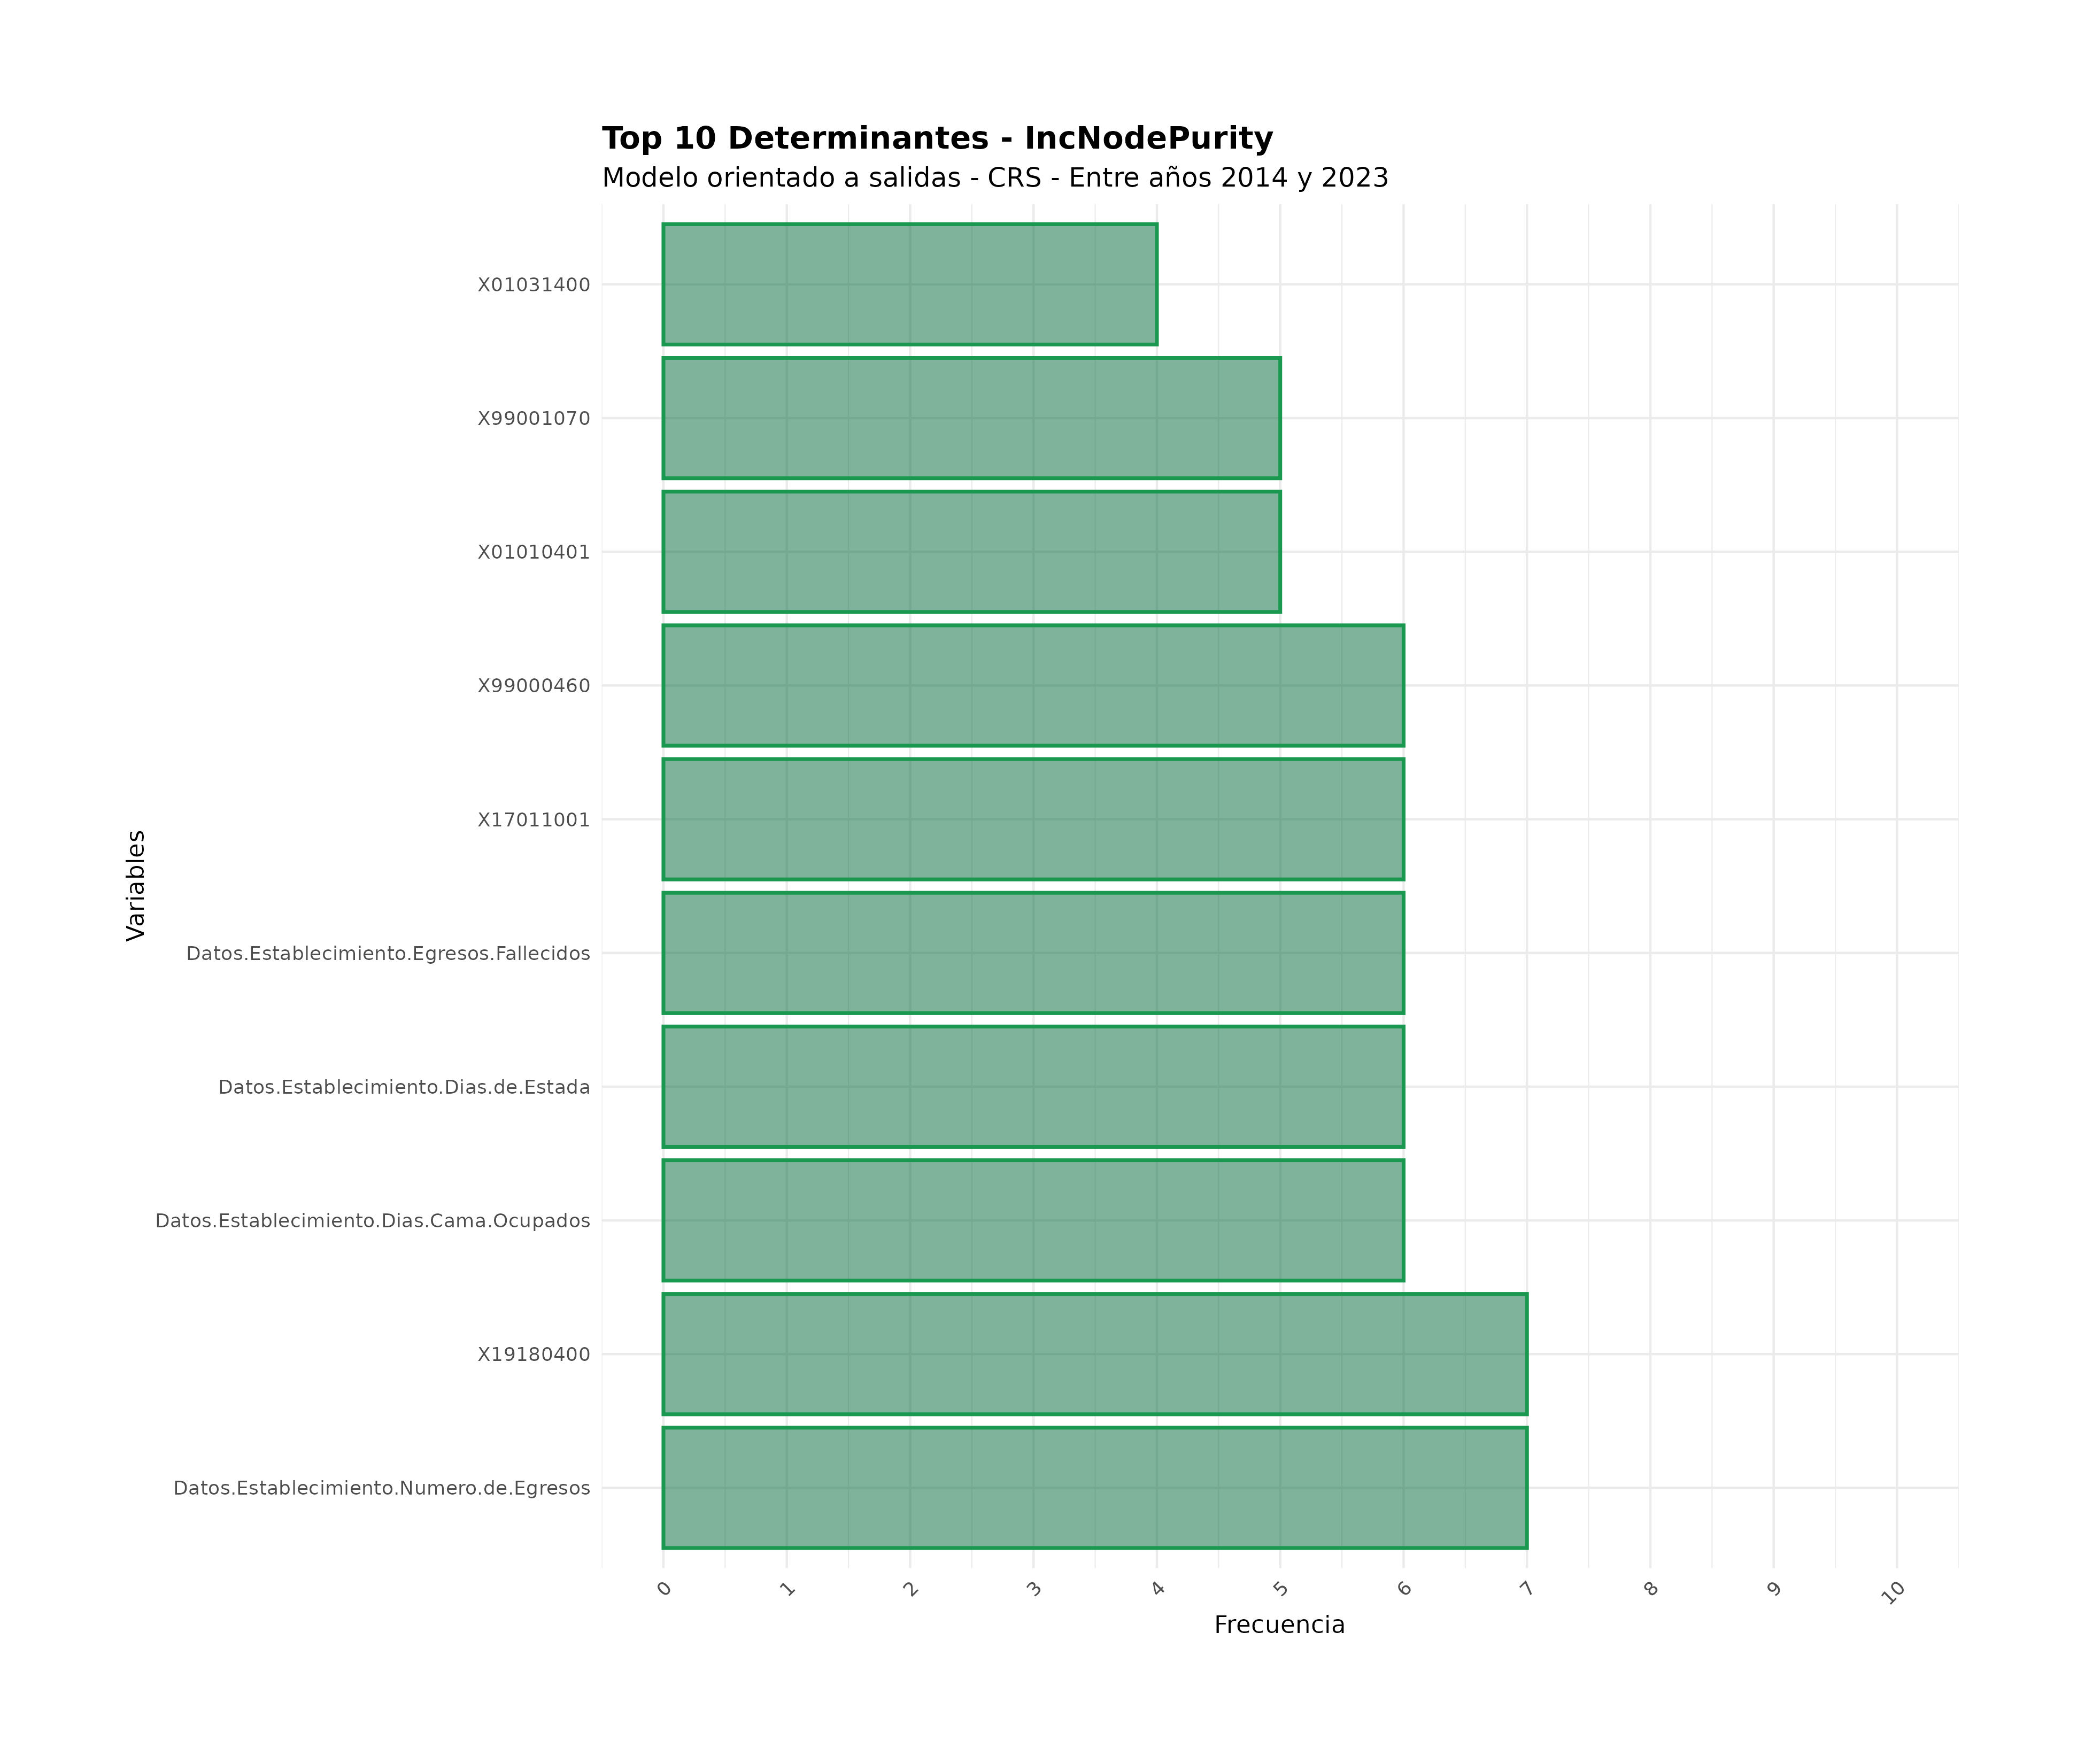 Top 10 Determinantes - IncNodePurity
Modelo orientado a salidas - CRS - Entre años 2014 y 2023
Variables
X01031400
X99001070
X01010401
X99000460
X17011001
Datos.Establecimiento.Egresos.Fallecidos
Datos.Establecimiento.Dias.de.Estada
Datos.Establecimiento.Dias.Cama.Ocupados
X19180400
Datos.Establecimiento.Numero.de.Egresos
0 1 2 3 4 5 6 7 8 9 10
Frecuencia